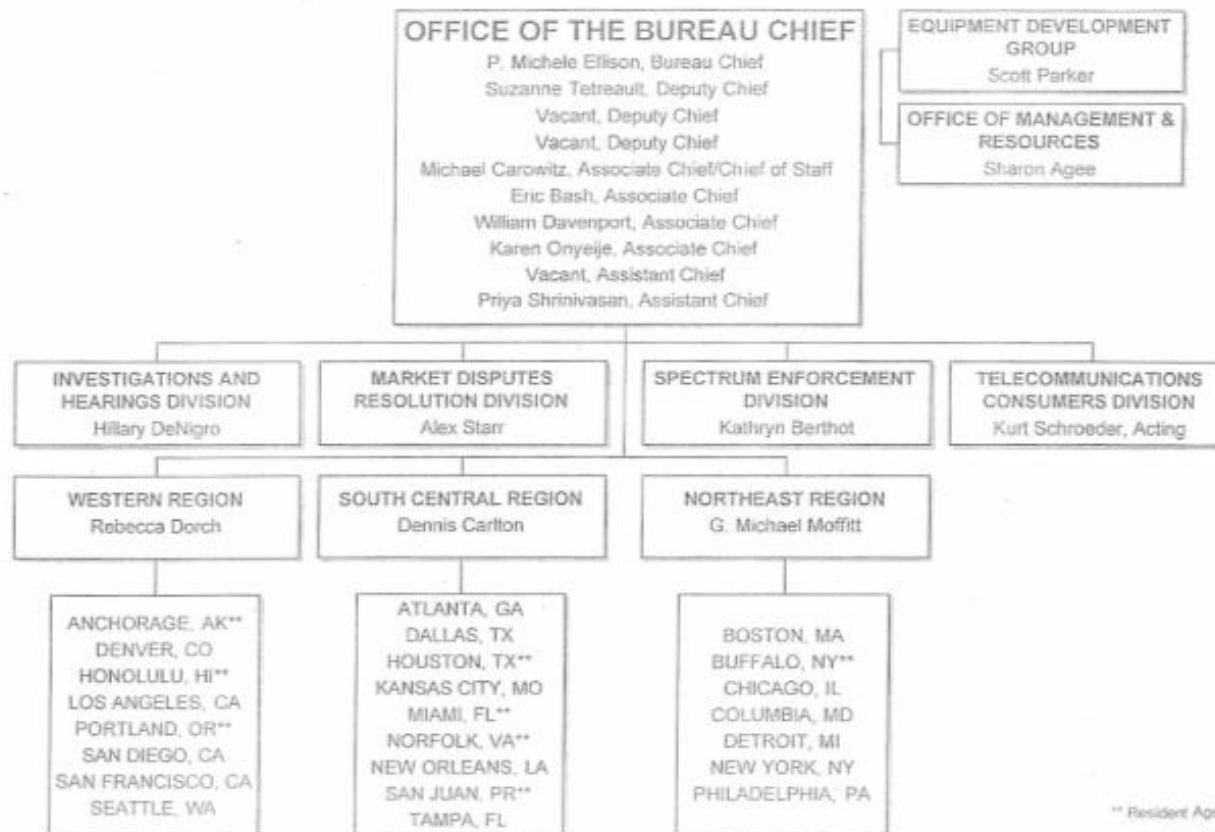 OFFICE OF THE BUREAU CHIEF
P. Michele Ellison, Bureau Chief
Suzanne Tetreault, Deputy Chief
Vacant, Deputy Chief
Vacant, Deputy Chief
Michael Carowitz, Associate Chief/Chief of Staff
Eric Bash, Associate Chief
William Davenport, Associate Chief
Karen Onyeije, Associate Chief
Vacant, Assistant Chief
Priya Shrinivasan, Assistant Chief
EQUIPMENT DEVELOPMENT
GROUP
Scott Parker
OFFICE OF MANAGEMENT &
RESOURCES
Sharon Agee
INVESTIGATIONS AND
HEARINGS DIVISION
Hillary DeNigro
MARKET DISPUTES
RESOLUTION DIVISION
Alex Starr
SPECTRUM ENFORCEMENT
DIVISION
Kathryn Berthot
TELECOMMUNICATIONS
CONSUMERS DIVISION
Kurt Schroeder, Acting
WESTERN REGION
Rebecca Dorch
SOUTH CENTRAL REGION
Dennis Carlton
NORTHEAST REGION
G. Michael Moffitt
ANCHORAGE, AK**
DENVER, CO
HONOLULU, HI**
LOS ANGELES, CA
PORTLAND, OR**
SAN DIEGO, CA
SAN FRANCISCO, CA
SEATTLE, WA
ATLANTA, GA
DALLAS, TX
HOUSTON, TX**
KANSAS CITY, MO
MIAMI, FL**
NORFOLK, VA**
NEW ORLEANS, LA
SAN JUAN, PR**
TAMPA, FL
BOSTON, MA
BUFFALO, NY**
CHICAGO, IL
COLUMBIA, MD
DETROIT, MI
NEW YORK, NY
PHILADELPHIA, PA
** Resident